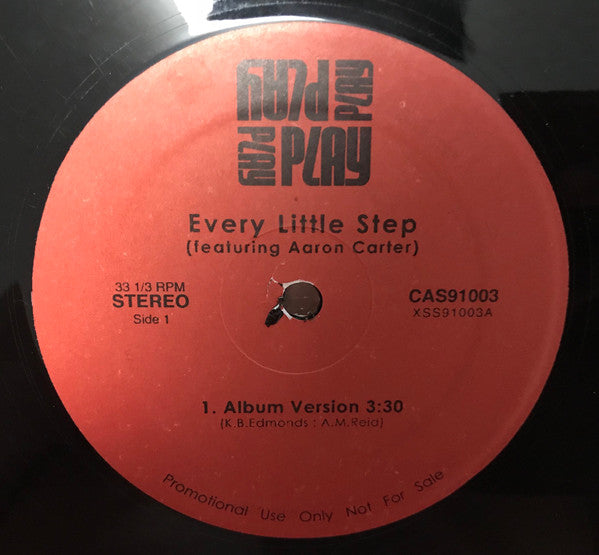 PLAY PLAY
PLAY PLAY
Every Little Step
(featuring Aaron Carter)
33 1/3 RPM
STEREO
Side 1
CAS91003
XSS91003A
1. Album Version 3:30
(K.B.Edmonds : A.M.Reid)
Promotional Use Only Not For Sale